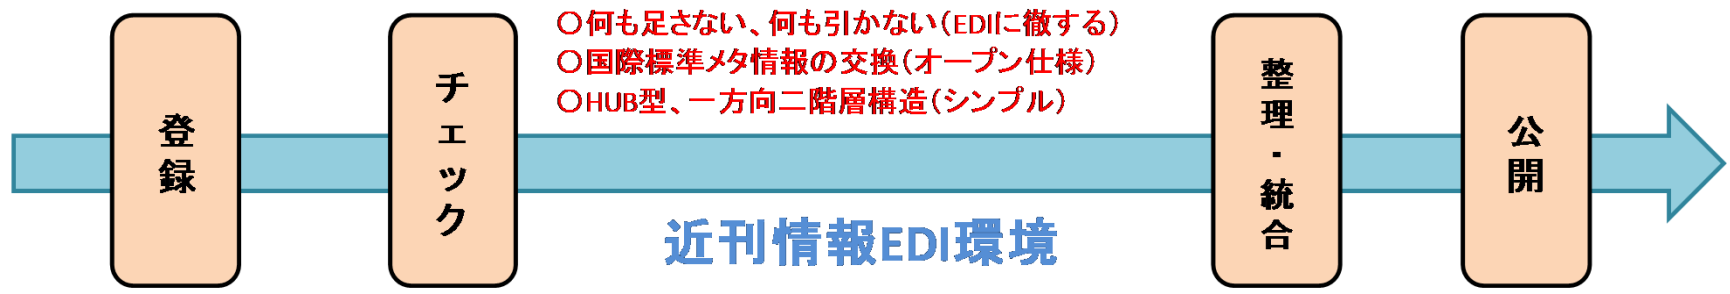 登録
チェック
○何も足さない、何も引かない(EDIに徹する)
○国際標準メタ情報の交換(オープン仕様)
○HUB型、一方向二階層構造(シンプル)
近刊情報EDI環境
整理・統合
公開